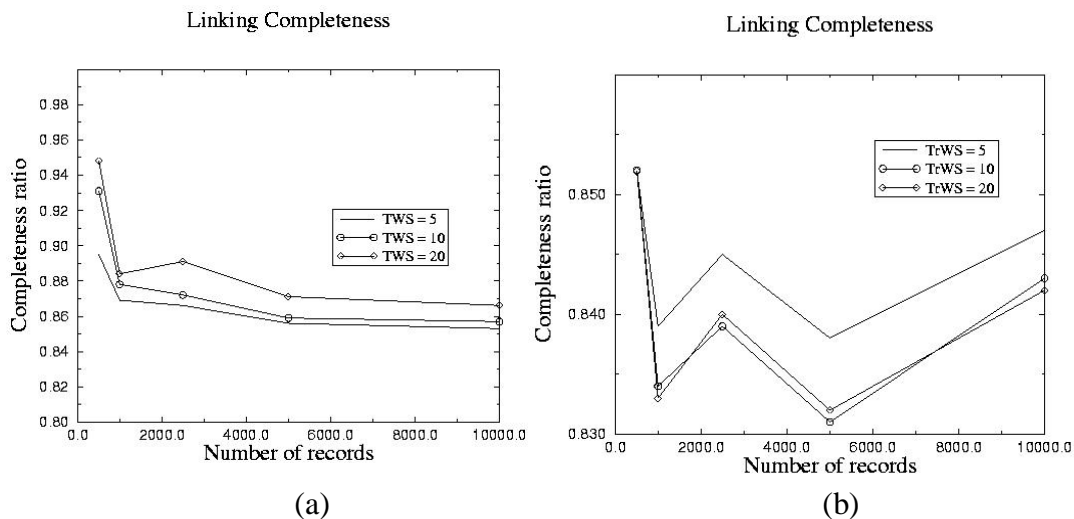 Linking Completeness
0.98
0.96
0.94
0.92
0.90
0.88
0.86
0.84
0.82
0.80
Completeness ratio
TWS = 5
TWS = 10
TWS = 20
0.0 2000.0 4000.0 6000.0 8000.0 10000.0
Number of records
(a)
Linking Completeness
0.850
0.840
0.830
Completeness ratio
TrWS = 5
TrWS = 10
TrWS = 20
0.0 2000.0 4000.0 6000.0 8000.0 10000.0
Number of records
(b)